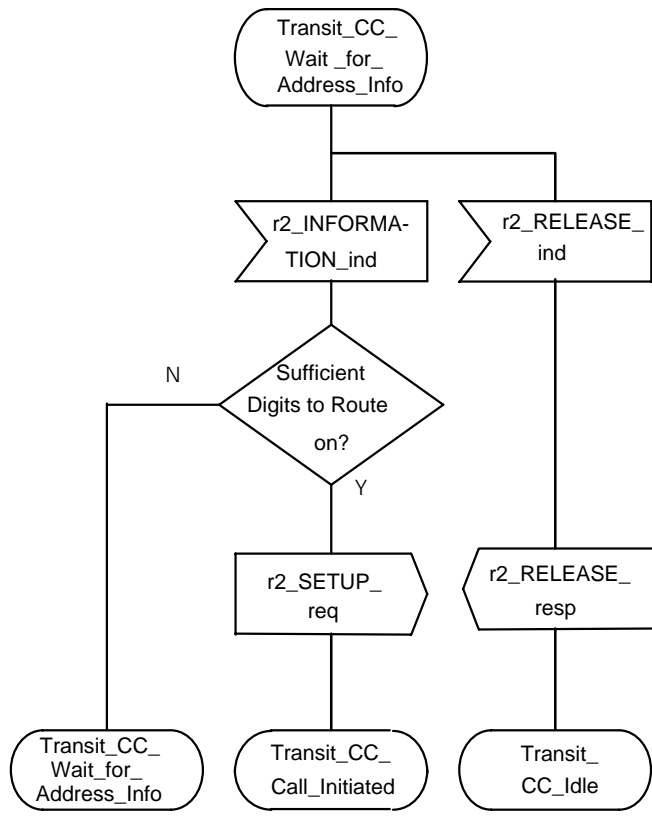 Transit_CC_
Wait _for_
Address_Info
r2_INFORMA-
TION_ind
r2_RELEASE_
ind
N
Sufficient
Digits to Route
on?
Y
r2_SETUP_
req
r2_RELEASE_
resp
Transit_CC_
Wait_for_
Address_Info
Transit_CC_
Call_Initiated
Transit_
CC_Idle